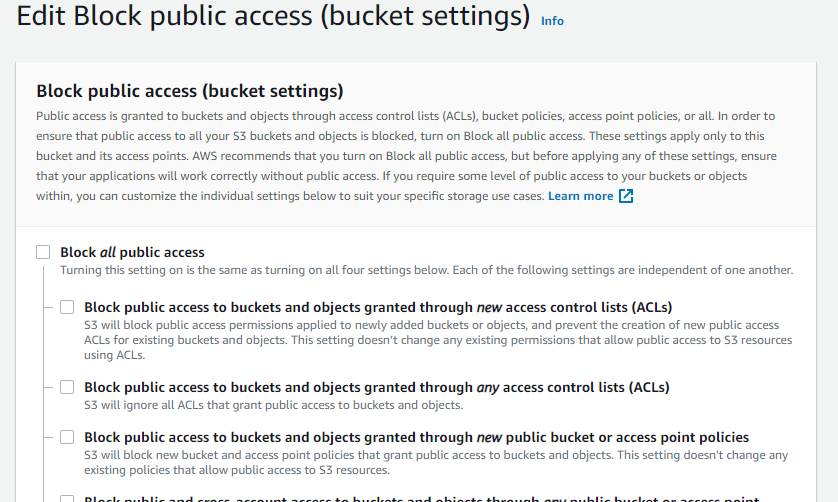 Edit Block public access (bucket settings) Info
Block public access (bucket settings)
Public access is granted to buckets and objects through access control lists (ACLs), bucket policies, access point policies, or all. In order to
ensure that public access to all your S3 buckets and objects is blocked, turn on Block all public access. These settings apply only to this
bucket and its access points. AWS recommends that you turn on Block all public access, but before applying any of these settings, ensure
that your applications will work correctly without public access. If you require some level of public access to your buckets or objects
within, you can customize the individual settings below to suit your specific storage use cases. Learn more
Block all public access
Turning this setting on is the same as turning on all four settings below. Each of the following settings are independent of one another.
Block public access to buckets and objects granted through new access control lists (ACLs)
S3 will block public access permissions applied to newly added buckets or objects, and prevent the creation of new public access
ACLs for existing buckets and objects. This setting doesn't change any existing permissions that allow public access to S3 resources
using ACLs.
Block public access to buckets and objects granted through any access control lists (ACLs)
S3 will ignore all ACLs that grant public access to buckets and objects.
Block public access to buckets and objects granted through new public bucket or access point policies
S3 will block new bucket and access point policies that grant public access to buckets and objects. This setting doesn't change any
existing policies that allow public access to S3 resources.
Block public and cross-account access to buckets and objects through any public bucket or access point